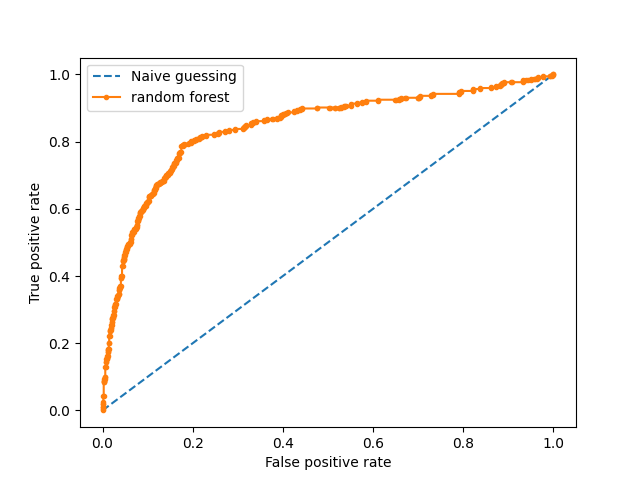 Naive guessing
random forest
True positive rate
1.0
0.8
0.6
0.4
0.2
0.0
0.0 0.2 0.4 0.6 0.8 1.0
False positive rate